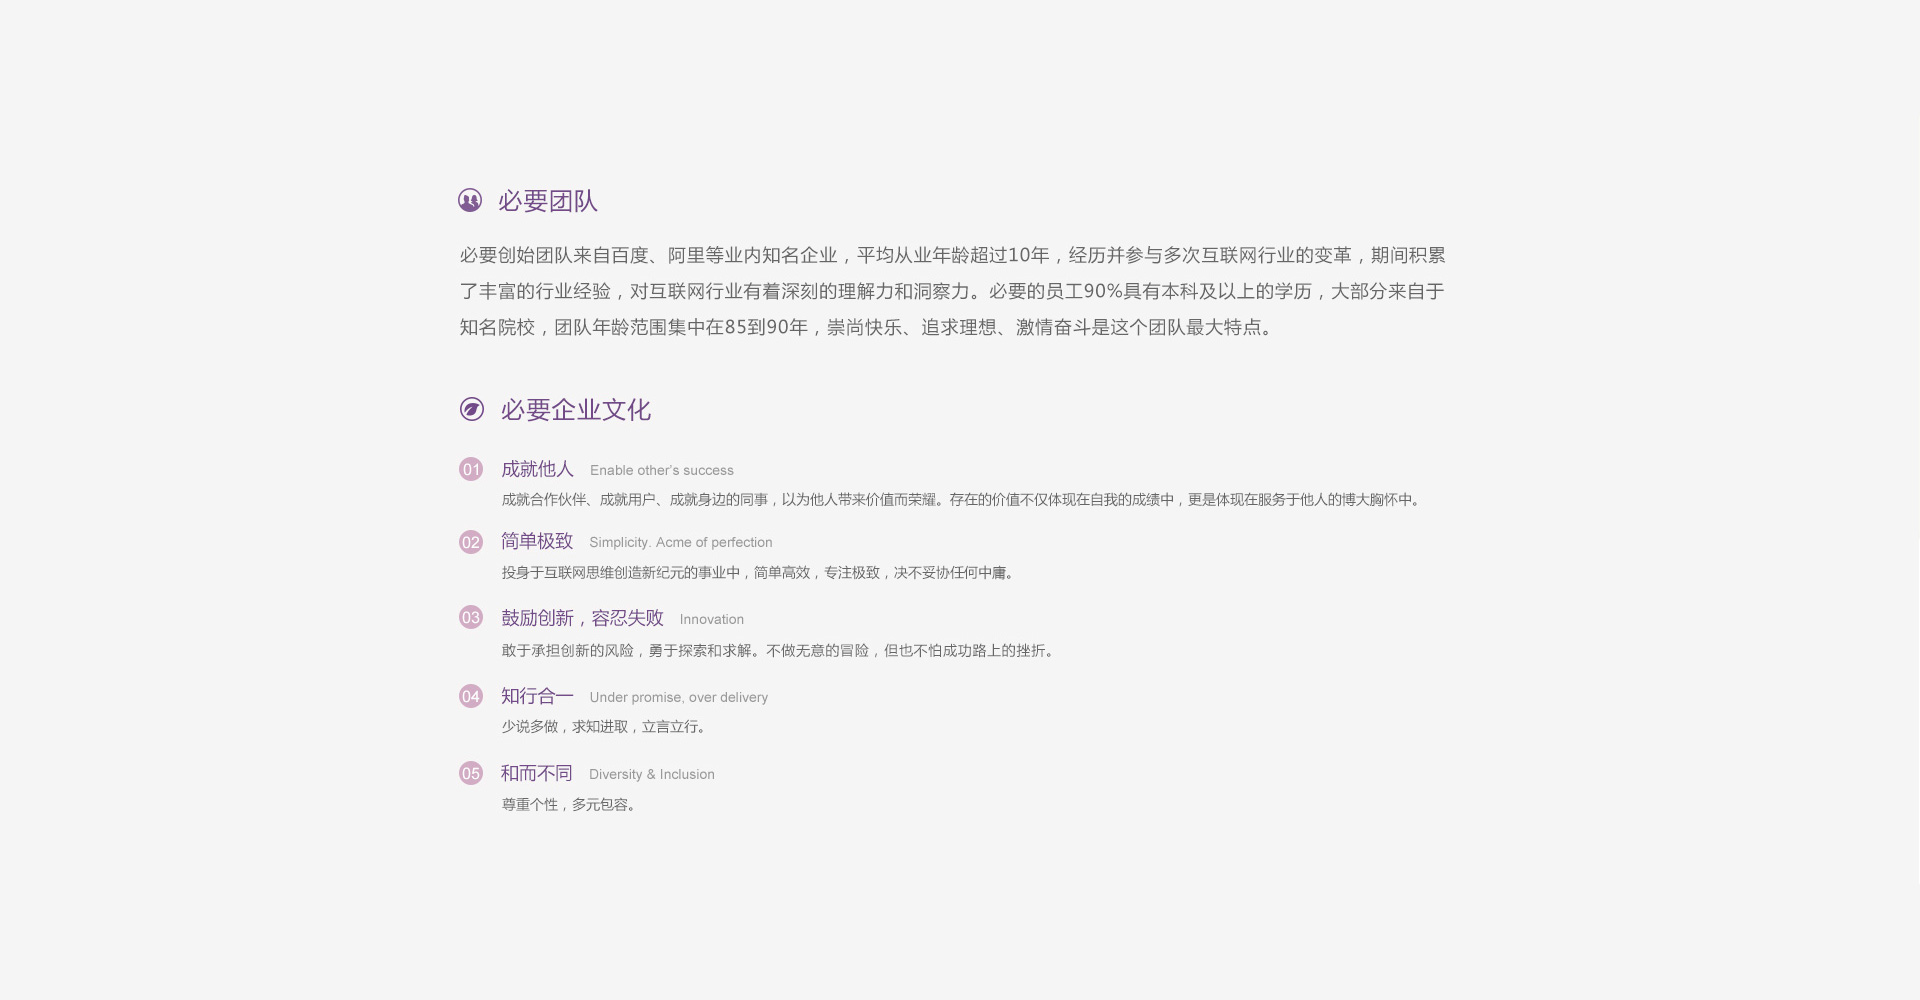 必要团队
必要创始团队来自百度、阿里等业内知名企业，平均从业年龄超过10年，经历并参与多次互联网行业的变革，期间积累
了丰富的行业经验，对互联网行业有着深刻的理解力和洞察力。必要的员工90%具有本科及以上的学历，大部分来自于
知名院校，团队年龄范围集中在85到90年，崇尚快乐、追求理想、激情奋斗是这个团队最大特点。
必要企业文化
01 成就他人 Enable other's success
成就合作伙伴、成就用户、成就身边的同事，以为他人带来价值而荣耀。存在的价值不仅体现在自我的成绩中，更是体现在服务于他人的博大胸怀中。
02 简单极致 Simplicity. Acme of perfection
投身于互联网思维创造新纪元的事业中，简单高效，专注极致，决不妥协任何中庸。
03 鼓励创新，容忍失败 Innovation
敢于承担创新的风险，勇于探索和求解。不做无意的冒险，但也不怕成功路上的挫折。
04 知行合一 Under promise, over delivery
少说多做，求知进取，立言立行。
05 和而不同 Diversity & Inclusion
尊重个性，多元包容。